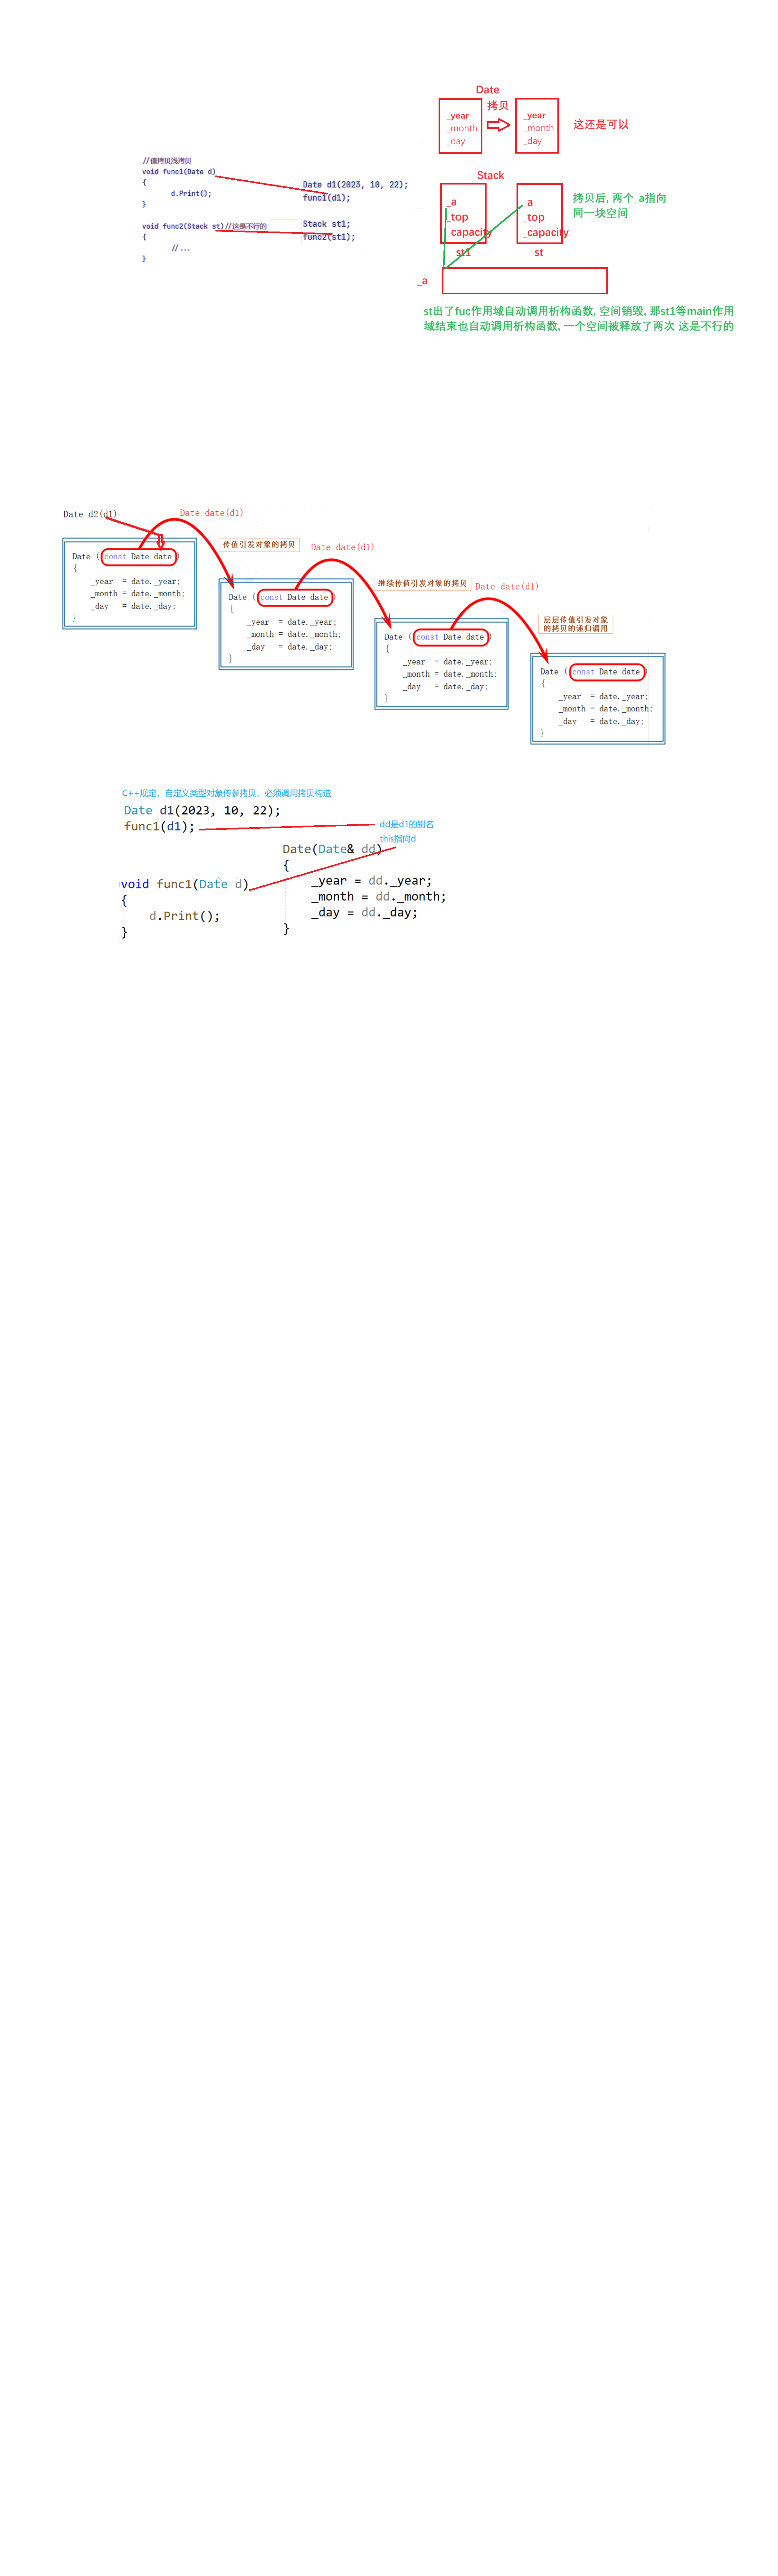 Date
拷贝
_year
_month
_day
_year
_month
_day
这还是可以
//值拷贝浅拷贝
void func1(Date d)
{
d.Print();
}
void func2(Stack st)//这是不行的
{
//...
}
Date d1(2023, 10, 22);
func1(d1);
Stack st1;
func2(st1);
Stack
_a
_top
_capacity
st1
_a
_top
_capacity
st
拷贝后, 两个_a指向
同一块空间
_a
st出了fuc作用域自动调用析构函数, 空间销毁, 那st1等main作用
域结束也自动调用析构函数, 一个空间被释放了两次 这是不行的
Date d2(d1)
Date date(d1)
Date (const Date date)
{
_year = date._year;
_month = date._month;
_day = date._day;
}
传值引发对象的拷贝
Date date(d1)
Date (const Date date)
{
_year = date._year;
_month = date._month;
_day = date._day;
}
继续传值引发对象的拷贝
Date date(d1)
Date (const Date date)
{
_year = date._year;
_month = date._month;
_day = date._day;
}
层层传值引发对象
的拷贝的递归调用
Date (const Date date)
{
_year = date._year;
_month = date._month;
_day = date._day;
}
C++规定，自定义类型对象传参拷贝，必须调用拷贝构造
Date d1(2023, 10, 22);
func1(d1);
dd是d1的别名
this指向d
void func1(Date d)
{
d.Print();
}
Date(Date& dd)
{
_year = dd._year;
_month = dd._month;
_day = dd._day;
}